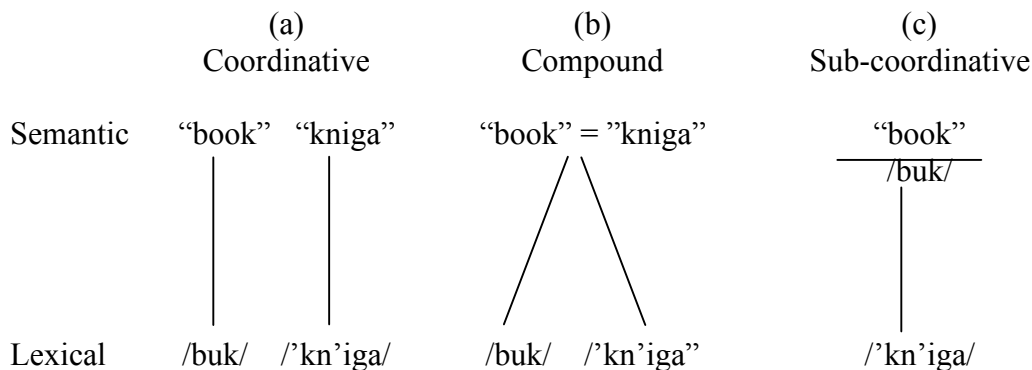 (a) (b) (c)
Coordinative Compound Sub-coordinative
Semantic “book” “kniga” “book” = ”kniga” “book”
/buk/
Lexical /buk/ /’kn’iga/ /buk/ /’kn’iga” /’kn’iga/